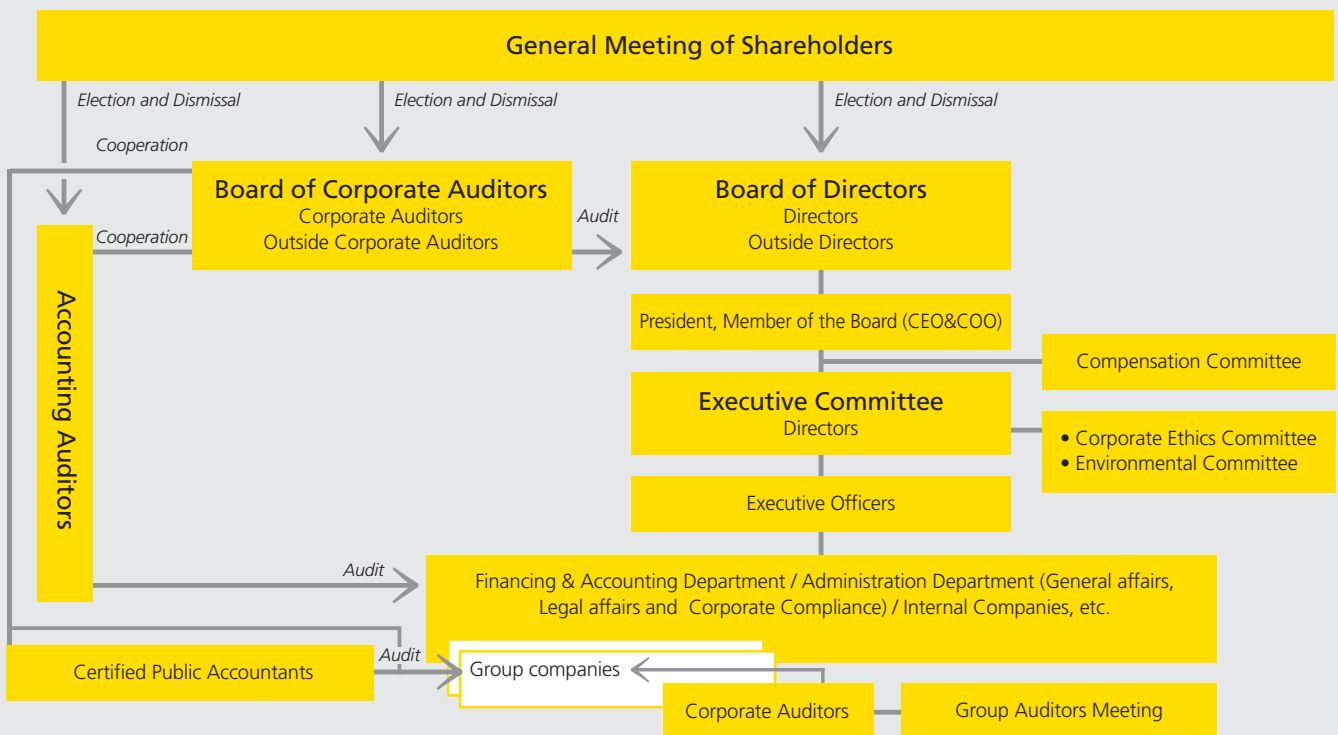 General Meeting of Shareholders
Election and Dismissal
Election and Dismissal
Election and Dismissal
Cooperation
Board of Corporate Auditors
Corporate Auditors
Outside Corporate Auditors
Audit
Board of Directors
Directors
Outside Directors
Cooperation
Accounting Auditors
President, Member of the Board (CEO&COO)
Compensation Committee
Executive Committee
Directors
• Corporate Ethics Committee
• Environmental Committee
Executive Officers
Audit
Financing & Accounting Department / Administration Department (General affairs,
Legal affairs and Corporate Compliance) / Internal Companies, etc.
Certified Public Accountants
Audit
Group companies
Corporate Auditors
Group Auditors Meeting